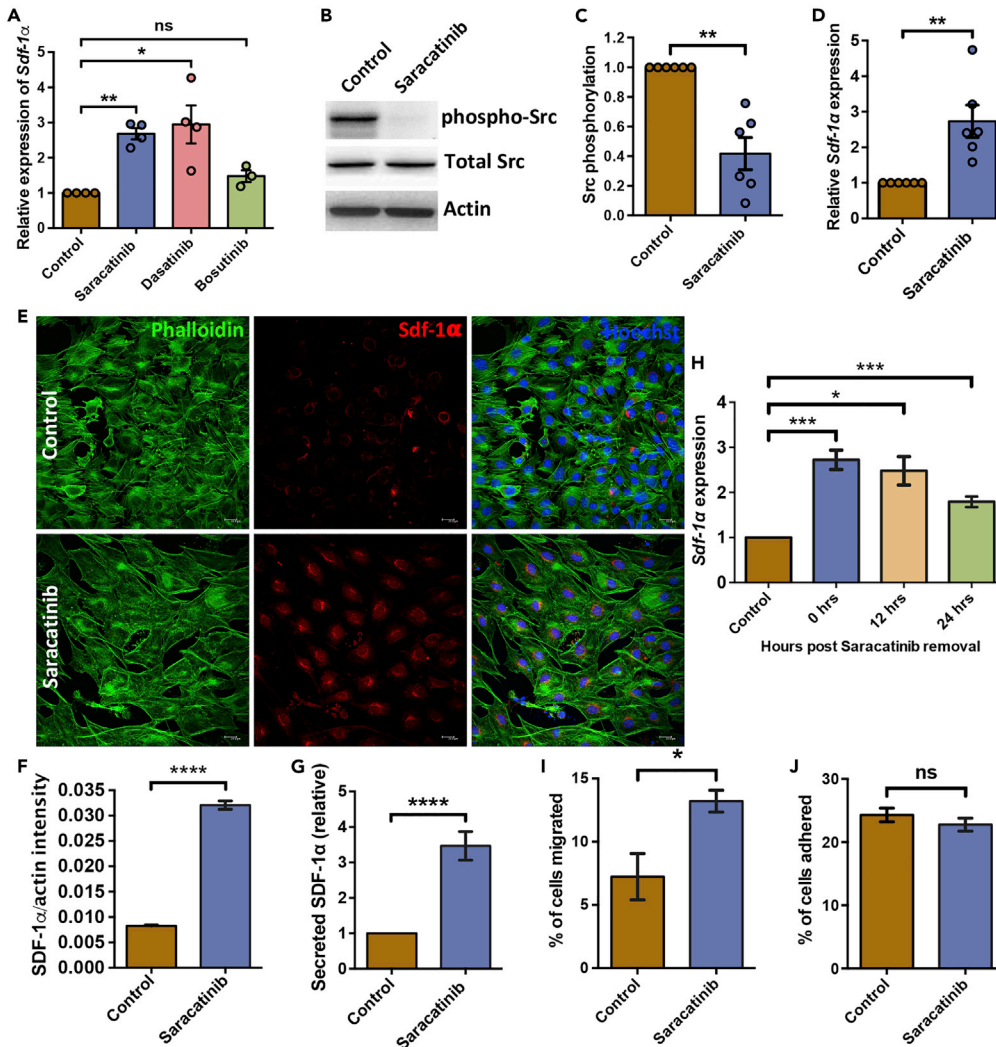 A
Relative expression of Sdf-1α
5
4
3
2
1
0
ns
*
**
Control
Saracatinib
Dasatinib
Bosutinib
B
Control
Saracatinib
phospho-Src
Total Src
Actin
C
Src phosphorylation
1.2
1.0
0.8
0.6
0.4
0.2
0.0
**
Control
Saracatinib
D
Relative Sdf-1α expression
5
4
3
2
1
0
**
Control
Saracatinib
E
Phalloidin
Sdf-1α
Hoechst
Control
Saracatinib
H
Sdf-1α expression
4
3
2
1
0
***
*
***
Control
0 hrs
12 hrs
24 hrs
Hours post Saracatinib removal
F
SDF-1α/actin intensity
0.035
0.030
0.025
0.020
0.015
0.010
0.005
0.000
****
Control
Saracatinib
G
Secreted SDF-1α (relative)
5
4
3
2
1
0
****
Control
Saracatinib
I
% of cells migrated
15
10
5
0
*
Control
Saracatinib
J
% of cells adhered
30
20
10
0
ns
Control
Saracatinib